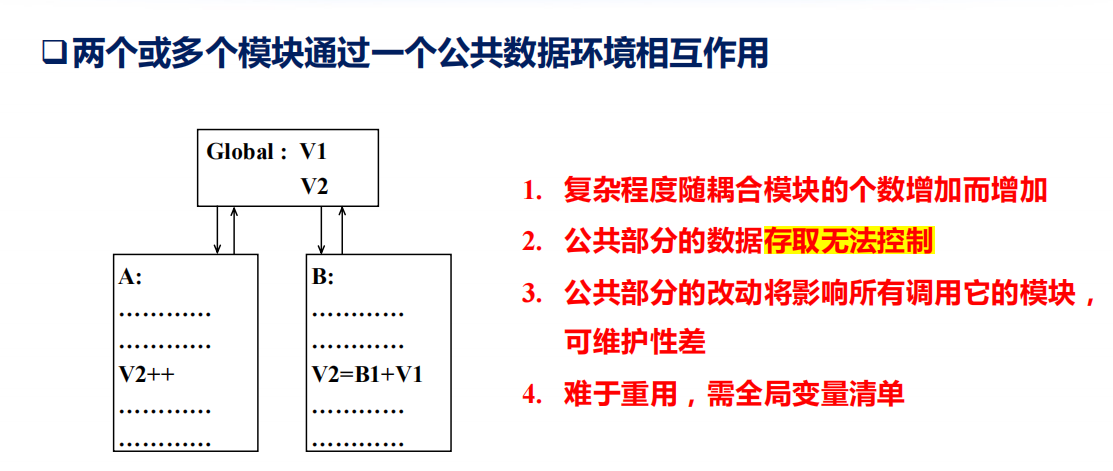 ❑两个或多个模块通过一个公共数据环境相互作用
Global : V1
V2
A:
…………
…………
V2++
…………
…………
B:
…………
…………
V2=B1+V1
…………
…………
1. 复杂程度随耦合模块的个数增加而增加
2. 公共部分的数据存取无法控制
3. 公共部分的改动将影响所有调用它的模块，
可维护性差
4. 难于重用，需全局变量清单